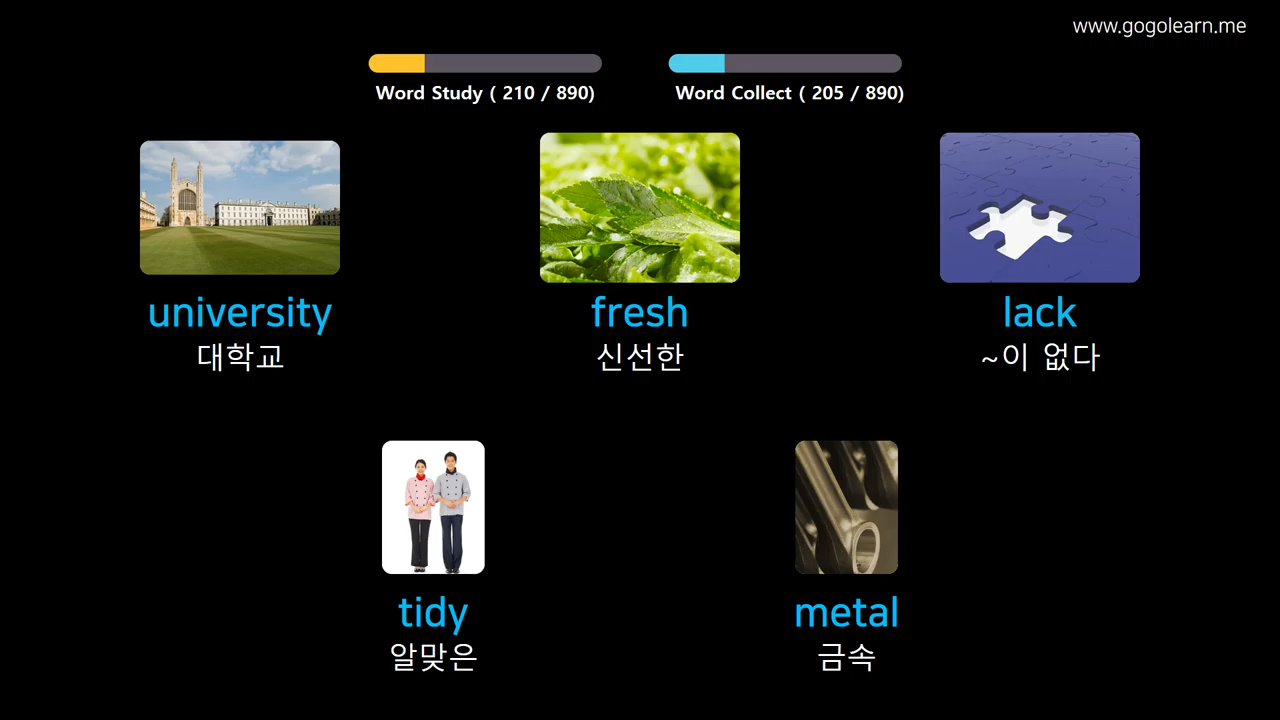 www.gogolearn.me
Word Study ( 210 / 890)
Word Collect ( 205 / 890)
university
대학교
fresh
신선한
lack
~이 없다
tidy
알맞은
metal
금속